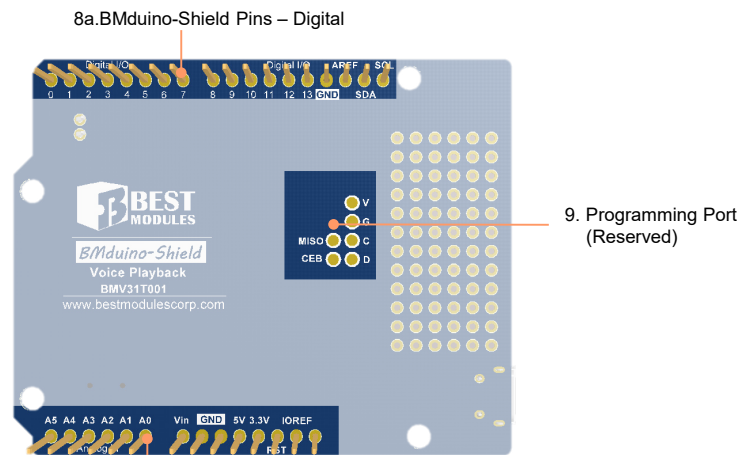 8a.BMduino-Shield Pins – Digital
Digital I/O Digital I/O AREF SCL
0 1 2 3 4 5 6 7 8 9 10 11 12 13 GND SDA
V
G
MISO C
CEB D
9. Programming Port
(Reserved)
BEST
MODULES
BMduino-Shield
Voice Playback
BMV31T001
www.bestmodulescorp.com
A5 A4 A3 A2 A1 A0 Vin GND 5V 3.3V IOREF
RST